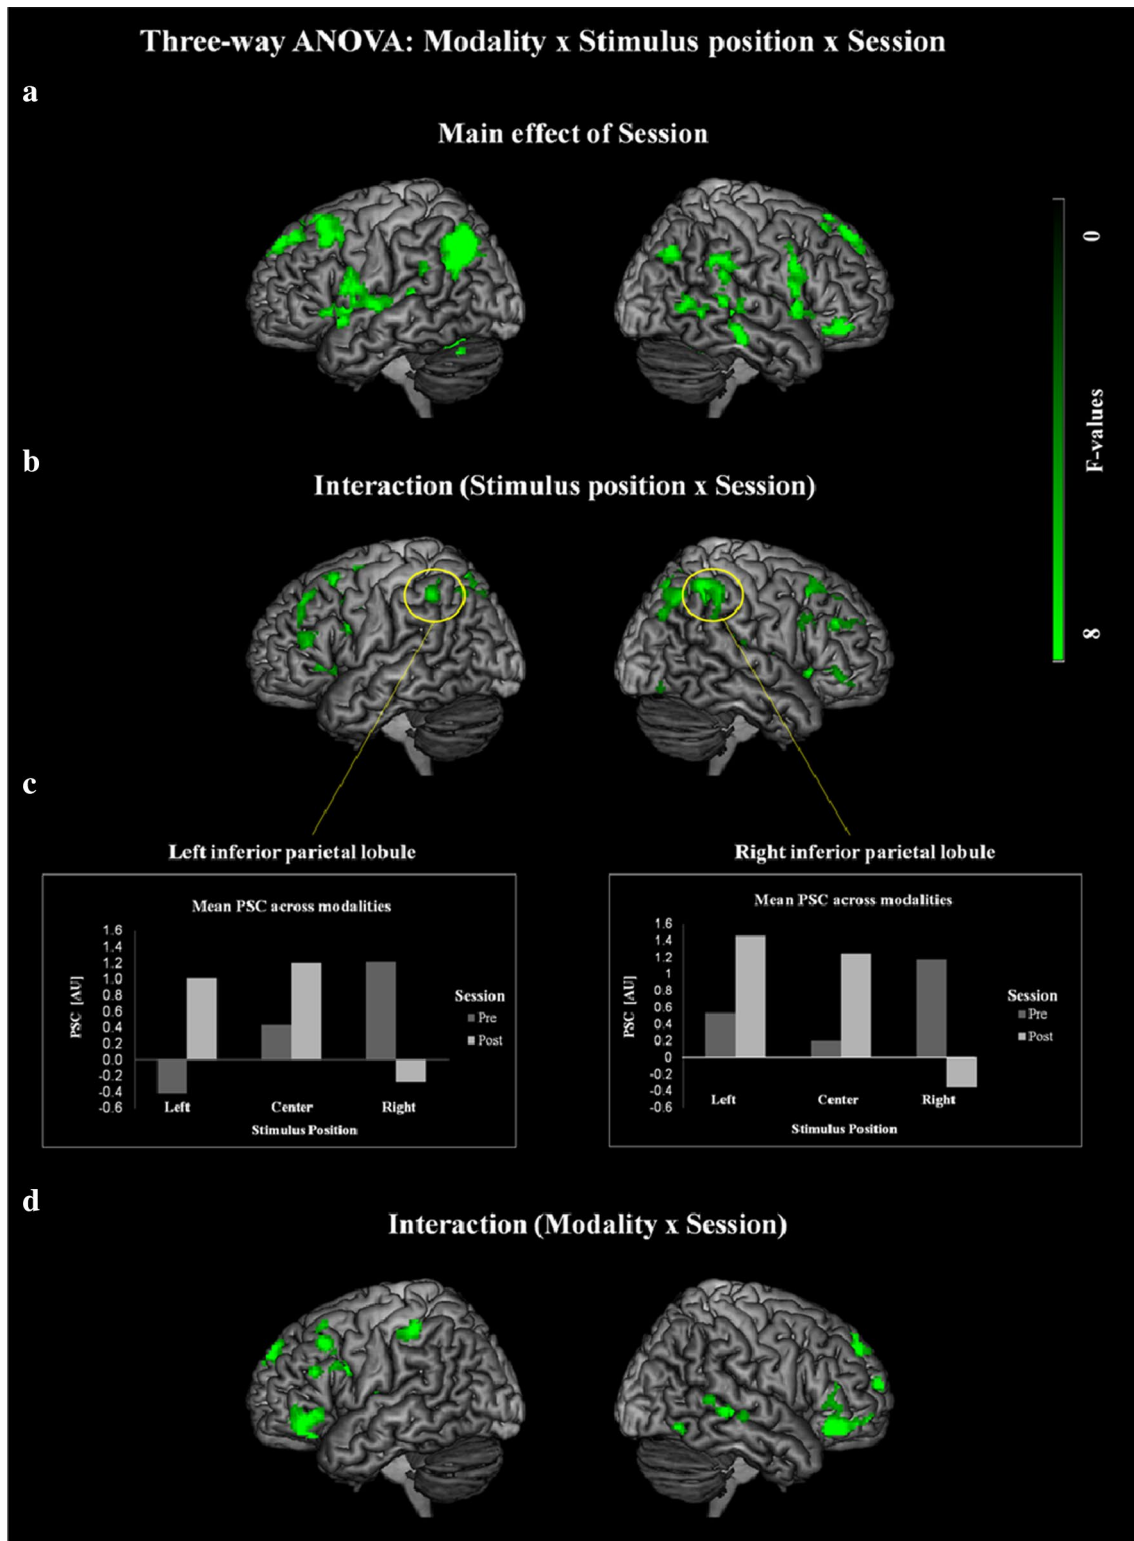 Three-way ANOVA: Modality x Stimulus position x Session
a
Main effect of Session
0
F-values
8
b
Interaction (Stimulus position x Session)
c
Left inferior parietal lobule
Mean PSC across modalities
PSC [AU]
1.6
1.4
1.2
1.0
0.8
0.6
0.4
0.2
0.0
-0.2
-0.4
-0.6
Left
Center
Right
Stimulus Position
Session
Pre
Post
Right inferior parietal lobule
Mean PSC across modalities
PSC [AU]
1.6
1.4
1.2
1
0.8
0.6
0.4
0.2
0
-0.2
-0.4
-0.6
Left
Center
Right
Stimulus Position
Session
Pre
Post
d
Interaction (Modality x Session)